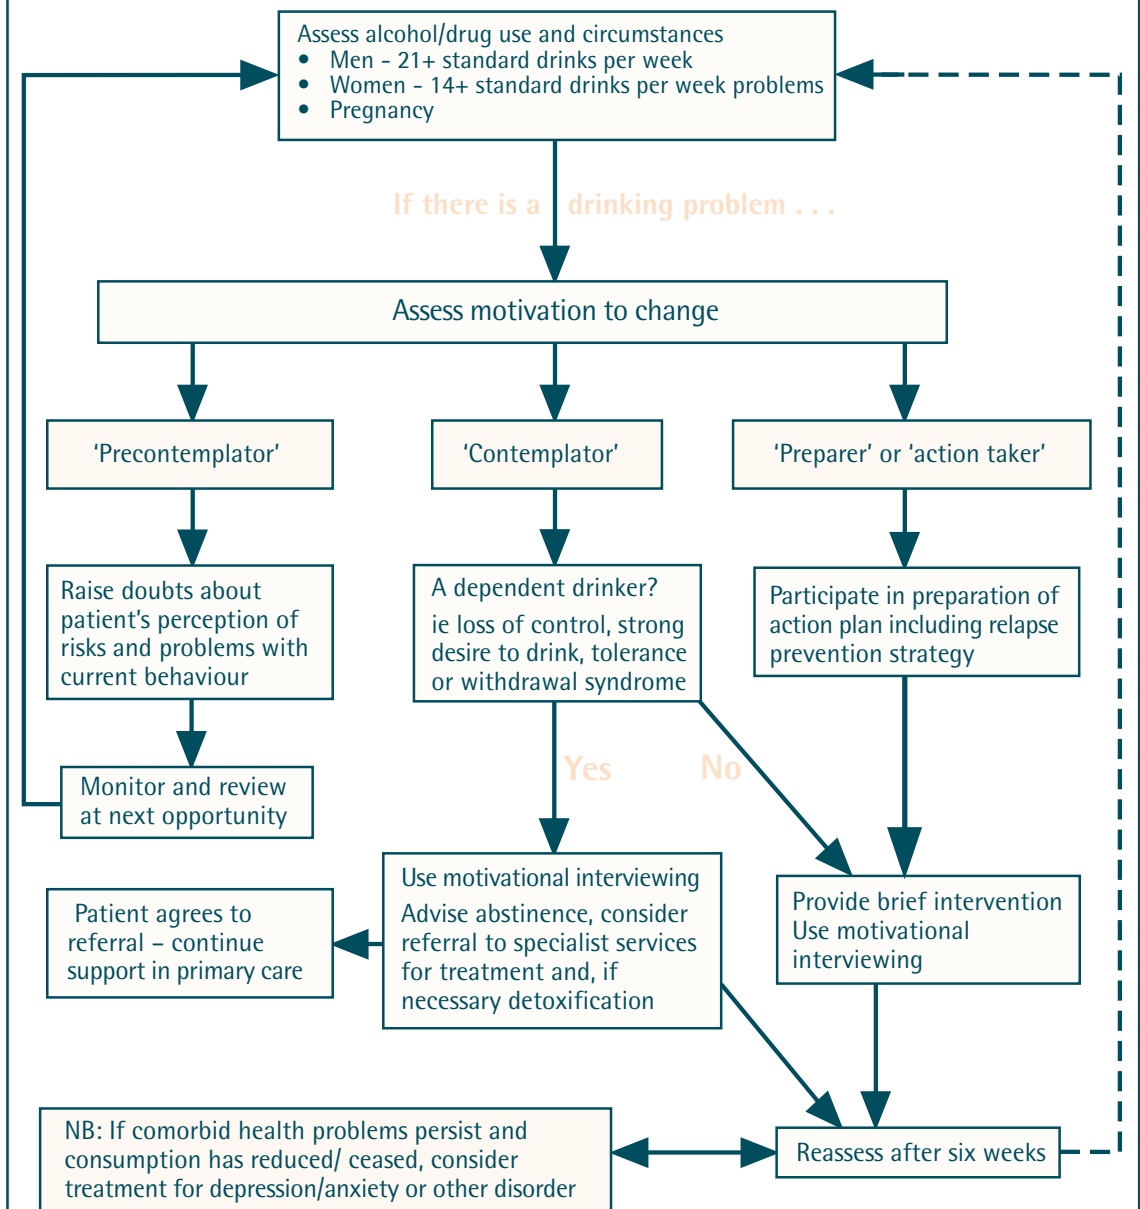 Assess alcohol/drug use and circumstances
• Men - 21+ standard drinks per week
• Women - 14+ standard drinks per week problems
• Pregnancy
If there is a drinking problem . . .
Assess motivation to change
‘Precontemplator’
‘Contemplator’
‘Preparer’ or ‘action taker’
Raise doubts about
patient’s perception of
risks and problems with
current behaviour
A dependent drinker?
ie loss of control, strong
desire to drink, tolerance
or withdrawal syndrome
Participate in preparation of
action plan including relapse
prevention strategy
Yes
No
Monitor and review
at next opportunity
Use motivational interviewing
Advise abstinence, consider
referral to specialist services
for treatment and, if
necessary detoxification
Patient agrees to
referral – continue
support in primary care
Provide brief intervention
Use motivational
interviewing
NB: If comorbid health problems persist and
consumption has reduced/ ceased, consider
treatment for depression/anxiety or other disorder
Reassess after six weeks